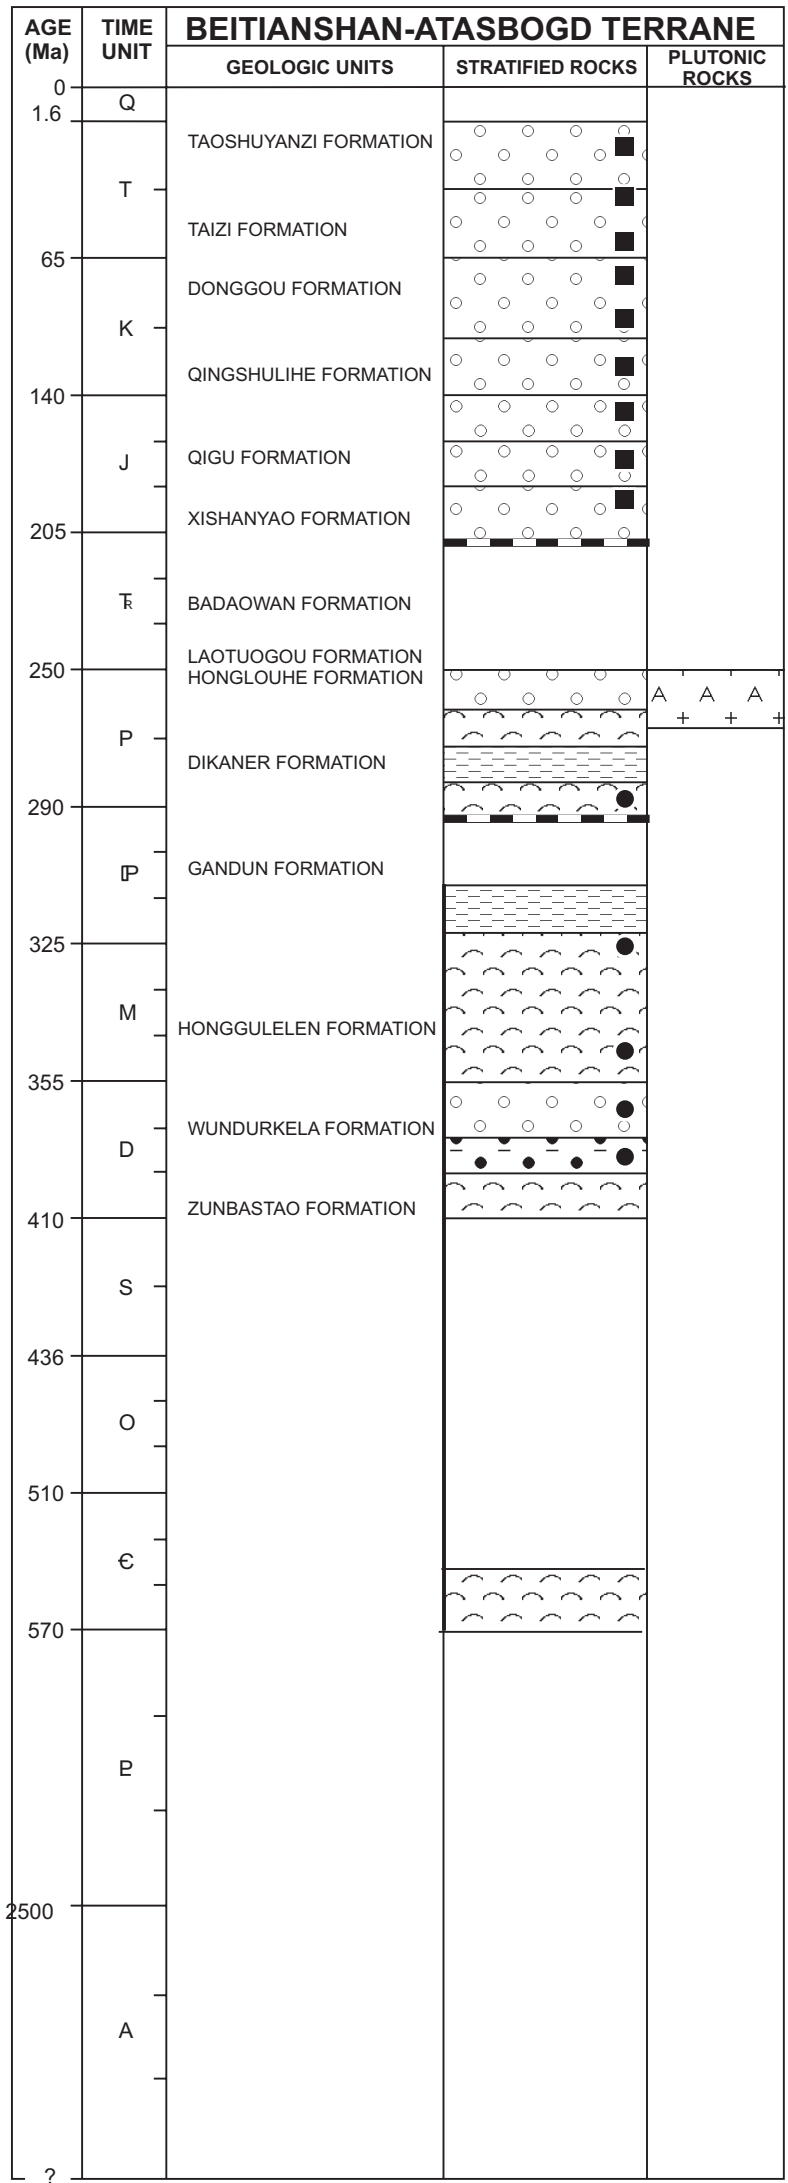 AGE
(Ma)
TIME
UNIT
BEITIANSHAN-ATASBOGD TERRANE
GEOLOGIC UNITS
STRATIFIED ROCKS
PLUTONIC
ROCKS
0
Q
1.6
TAOSHUYANZI FORMATION
T
TAIZI FORMATION
65
DONGGOU FORMATION
K
QINGSHULIHE FORMATION
140
J
QIGU FORMATION
XISHANYAO FORMATION
205
TR
BADAOWAN FORMATION
LAOTUOGOU FORMATION
250
HONGLOUHE FORMATION
A A A
P
DIKANER FORMATION
290
IP
GANDUN FORMATION
325
M
HONGGULELEN FORMATION
355
WUNDURKELA FORMATION
D
ZUNBASTAO FORMATION
410
S
436
O
510
Є
570
P
2500
A
?